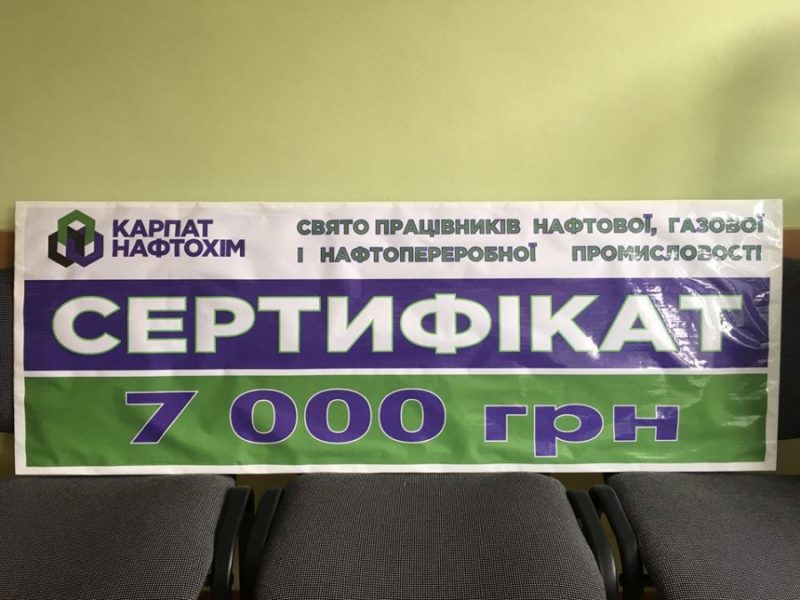 КАРПАТ
НАФТОХІМ
СВЯТО ПРАЦІВНИКІВ НАФТОВОЇ, ГАЗОВОЇ
І НАФТОПЕРЕРОБНОЇ ПРОМИСЛОВОСТІ
СЕРТИФІКАТ
7 000 грн